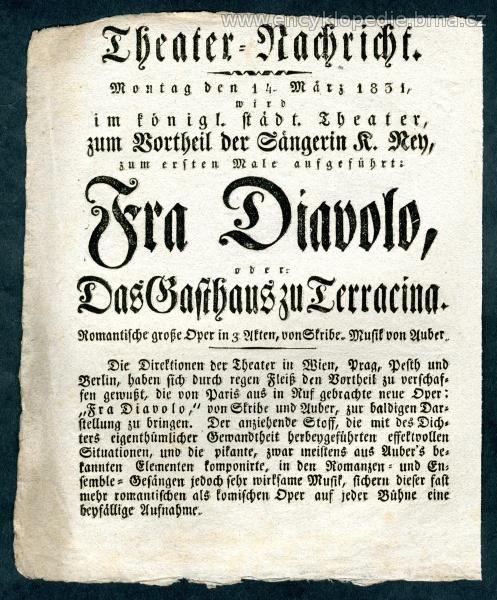 www.encyklopedie.brna.cz
Theater-Nachricht.
Montag den 14. März 1831,
wird
im königl. städt. Theater,
zum Vortheil der Sängerin K. Ney,
zum ersten Male aufgeführt:
Fra Diavolo,
oder:
Das Gasthaus zu Terracina.
Romantische große Oper in 3 Akten, von Skribe. Musik von Auber.
Die Direktionen der Theater in Wien, Prag, Pesth und
Berlin, haben sich durch regen Fleiß den Vortheil zu verschaf-
fen gewußt, die von Paris aus in Ruf gebrachte neue Oper:
„Fra Diavolo,“ von Skribe und Auber, zur baldigen Dar-
stellung zu bringen. Der anziehende Stoff, die mit des Dich-
ters eigenthümlicher Gewandtheit herbeygeführten effektvollen
Situationen, und die pikante, zwar meistens aus Auber's be-
kannten Elementen komponirte, in den Romanzen- und En-
semble-Gesängen jedoch sehr wirksame Musik, sichern dieser fast
mehr romantischen als komischen Oper auf jeder Bühne eine
beyfällige Aufnahme.